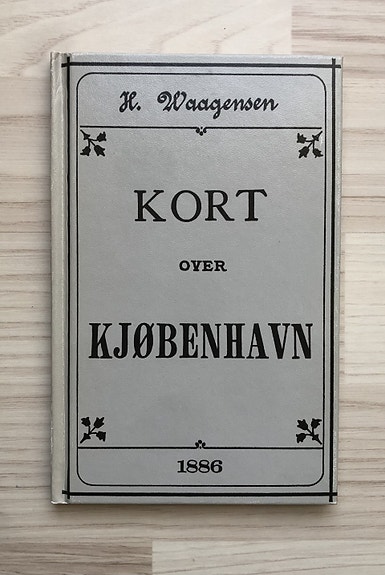 H. Waagensen
KORT
OVER
KJØBENHAVN
1886